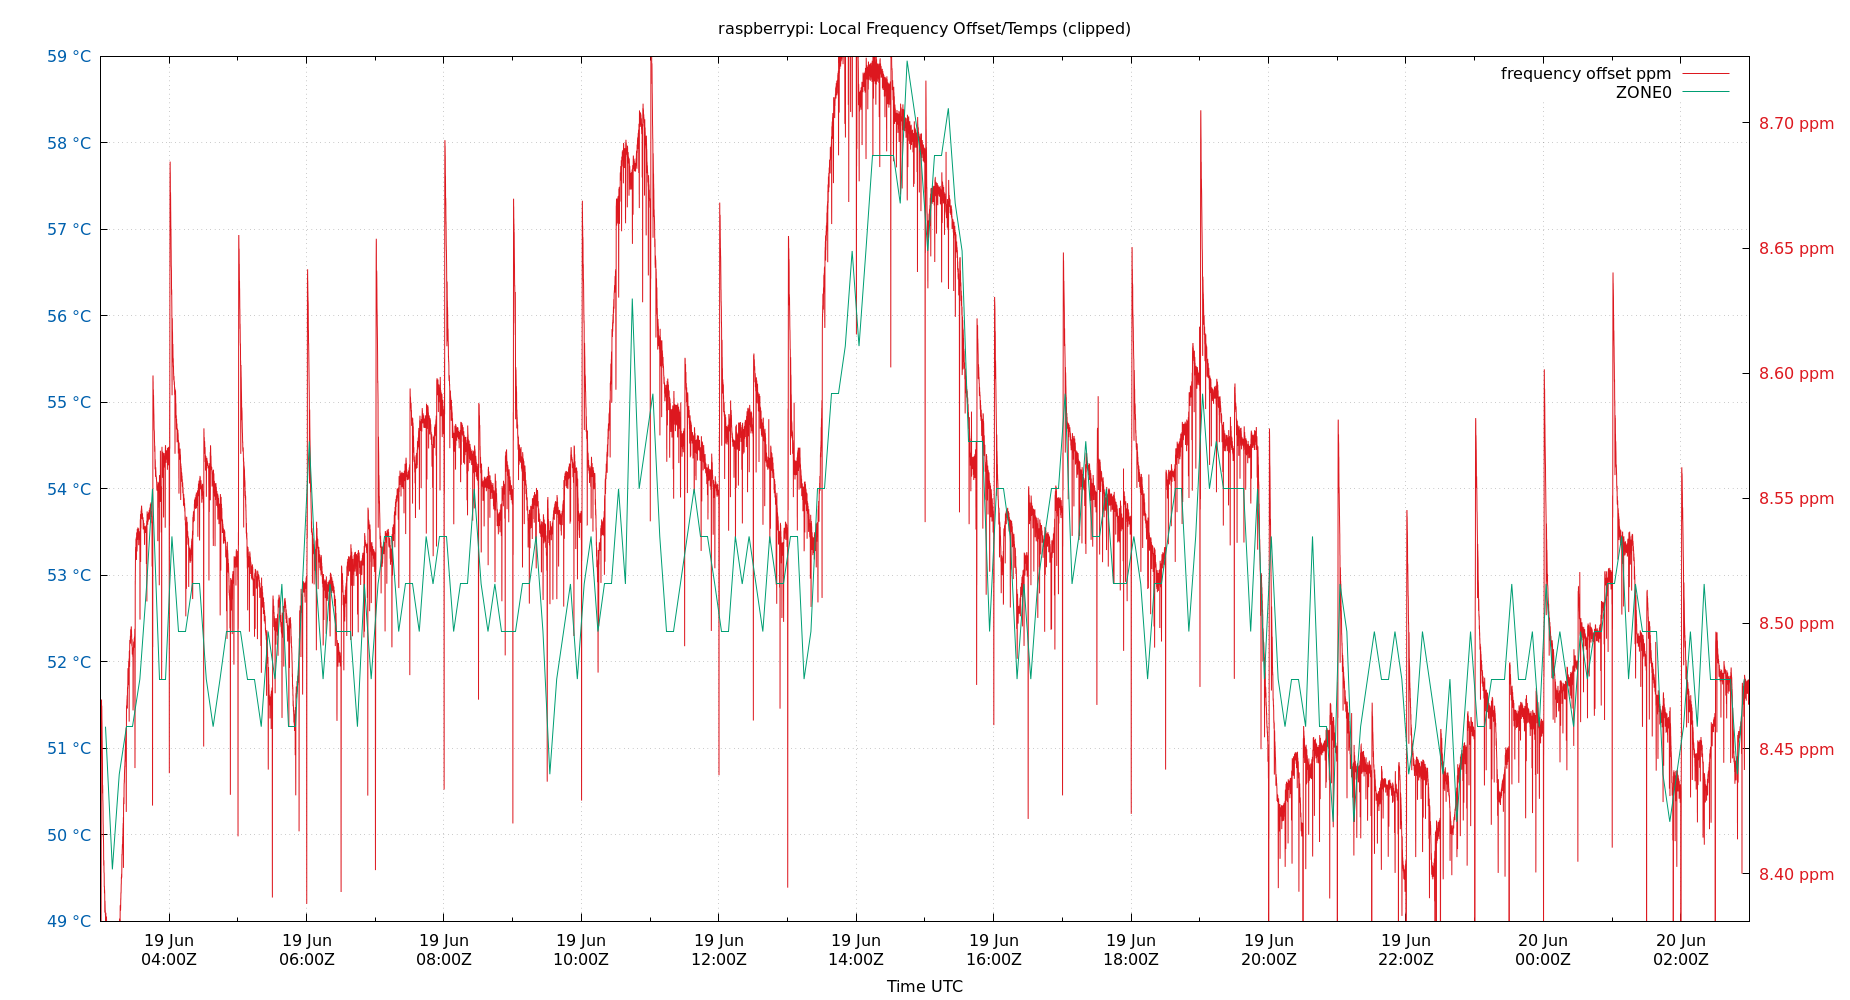 raspberrypi: Local Frequency Offset/Temps (clipped)
59 °C
58 °C
57 °C
56 °C
55 °C
54 °C
53 °C
52 °C
51 °C
50 °C
49 °C
frequency offset ppm
ZONE0
8.70 ppm
8.65 ppm
8.60 ppm
8.55 ppm
8.50 ppm
8.45 ppm
8.40 ppm
19 Jun
04:00Z
19 Jun
06:00Z
19 Jun
08:00Z
19 Jun
10:00Z
19 Jun
12:00Z
19 Jun
14:00Z
19 Jun
16:00Z
19 Jun
18:00Z
19 Jun
20:00Z
19 Jun
22:00Z
20 Jun
00:00Z
20 Jun
02:00Z
Time UTC